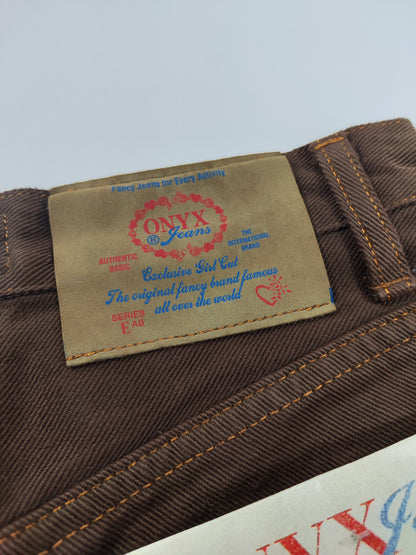 Fancy Jeans for Every Activity
ONYX
® Jeans
AUTHENTIC
BASIC
THE
INTERNATIONAL
BRAND
Exclusive Girl Cut
The original fancy brand famous
all over the world
SERIES
E AB